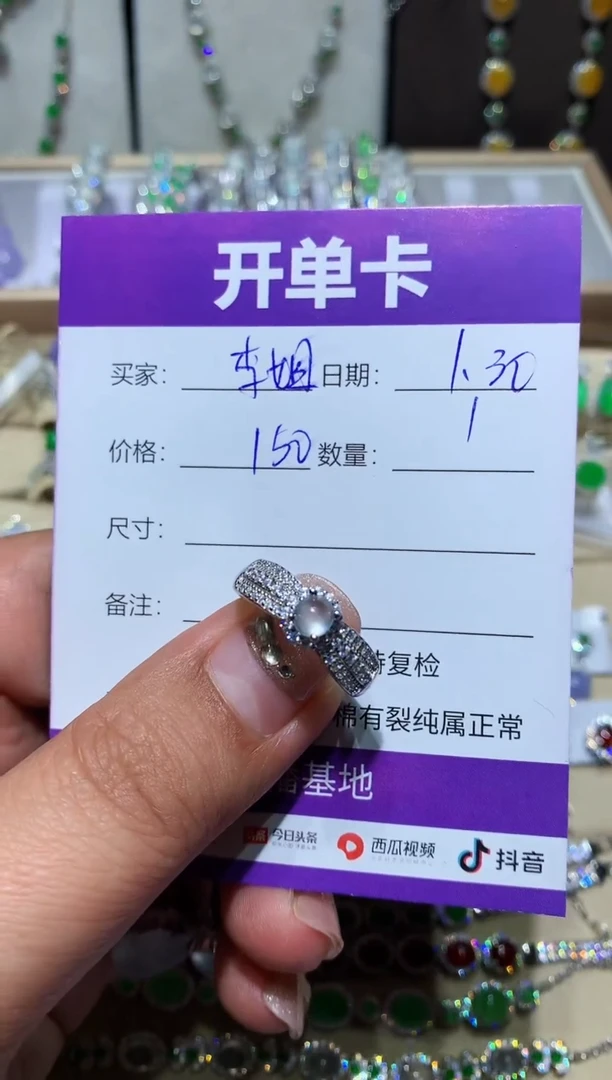 开单卡
买家： 李姐 日期： 1.30
价格： 150 数量： 1
尺寸：
备注：
复检
棉有裂纯属正常
基地
今日头条 西瓜视频 抖音